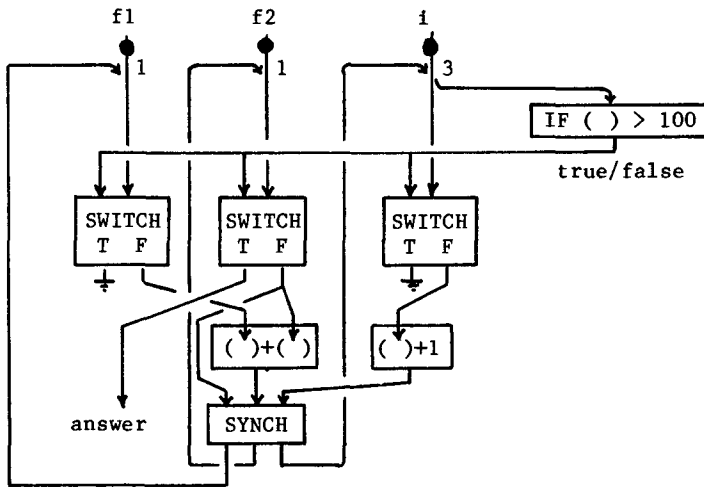 f1 f2 i
1 1 3
IF ( ) > 100
true/false
SWITCH SWITCH SWITCH
T F T F T F
( )+( ) ( )+1
answer SYNCH